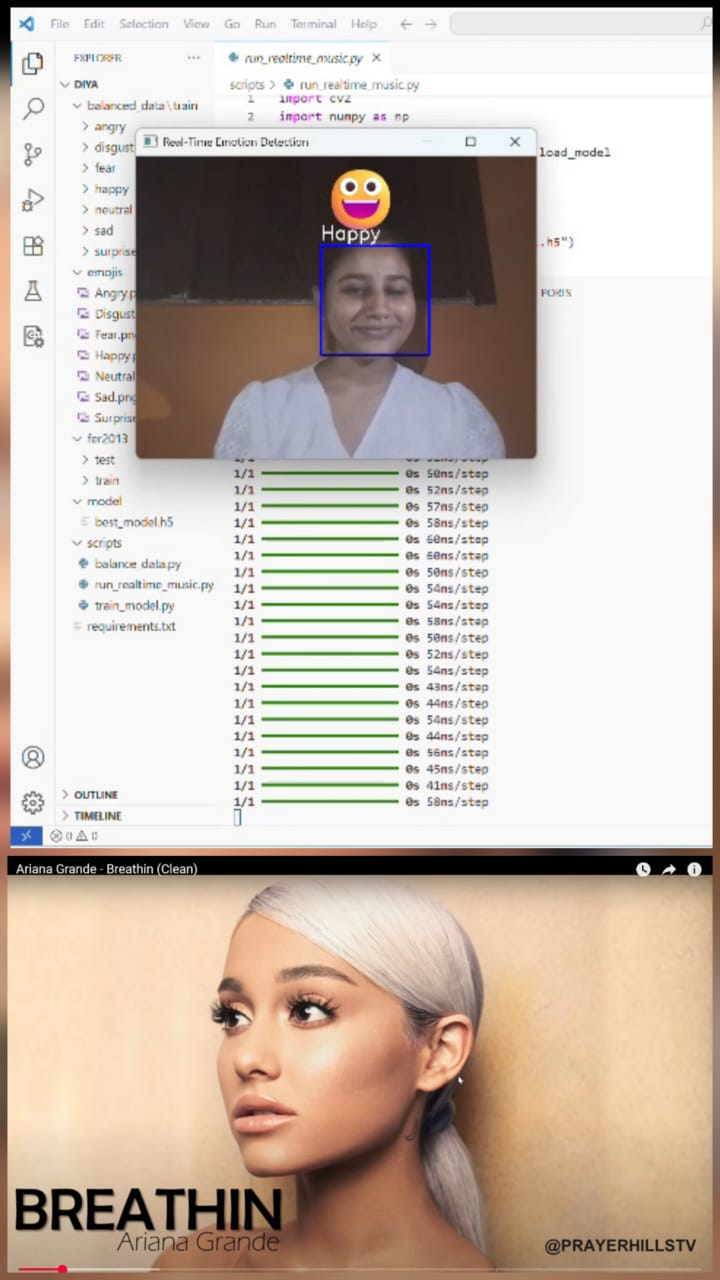 File Edit Selection View Go Run Terminal Help
EXPLORER
run_realtime_music.py
DIYA
scripts > run_realtime_music.py
balanced_data\train
1 import cv2
2 import numpy as np
angry
disgust
Real-Time Emotion Detection
load_model
fear
happy
neutral
Happy
sad
.h5")
surprise
emojis
Angry.p
PORTS
Disgust
Fear.pn
Happy.p
Neutral
Sad.png
Surpris
fer2013
test
1/1 0s 50ms/step
train
1/1 0s 52ms/step
model
1/1 0s 57ms/step
best_model.h5
1/1 0s 58ms/step
scripts
1/1 0s 60ms/step
balance_data.py
1/1 0s 60ms/step
run_realtime_music.py
1/1 0s 50ms/step
train_model.py
1/1 0s 54ms/step
requirements.txt
1/1 0s 54ms/step
1/1 0s 58ms/step
1/1 0s 50ms/step
1/1 0s 52ms/step
1/1 0s 54ms/step
1/1 0s 43ms/step
1/1 0s 44ms/step
1/1 0s 54ms/step
1/1 0s 44ms/step
1/1 0s 56ms/step
1/1 0s 45ms/step
1/1 0s 41ms/step
1/1 0s 58ms/step
OUTLINE
TIMELINE
0 0
Ariana Grande - Breathin (Clean)
BREATHIN
Ariana Grande
@PRAYERHILLSTV